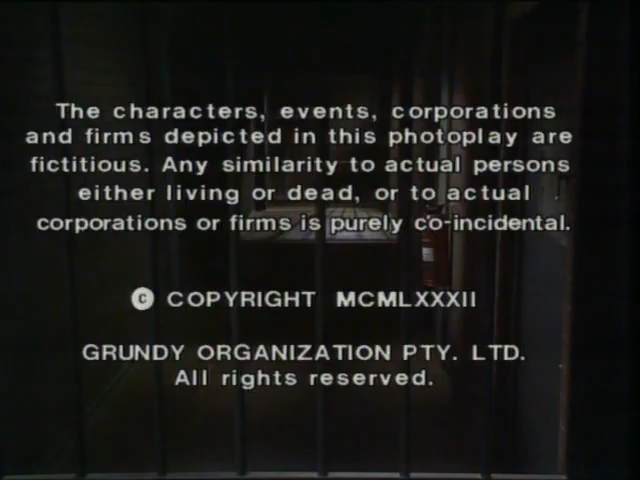 The characters, events, corporations
and firms depicted in this photoplay are
fictitious. Any similarity to actual persons
either living or dead, or to actual
corporations or firms is purely co-incidental.
© COPYRIGHT MCMLXXXII
GRUNDY ORGANIZATION PTY. LTD.
All rights reserved.